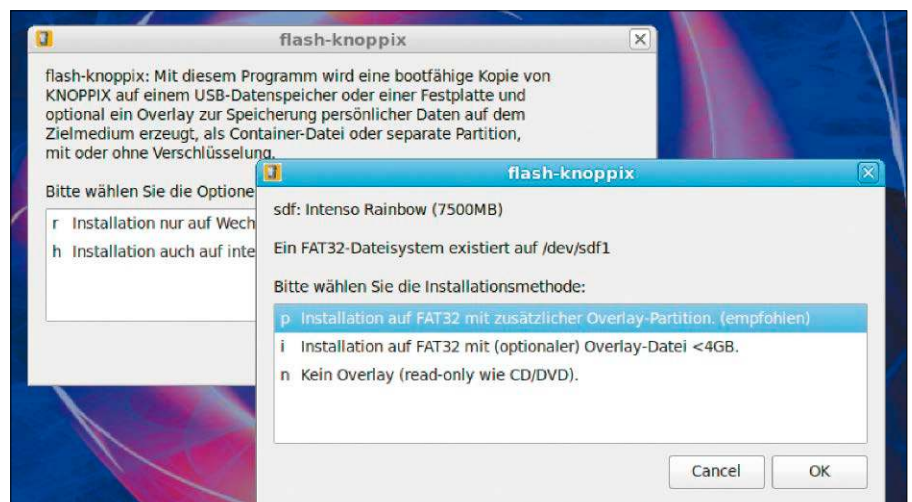 flash-knoppix
flash-knoppix: Mit diesem Programm wird eine bootfähige Kopie von
KNOPPIX auf einem USB-Datenspeicher oder einer Festplatte und
optional ein Overlay zur Speicherung persönlicher Daten auf dem
Zielmedium erzeugt, als Container-Datei oder separate Partition,
mit oder ohne Verschlüsselung.
Bitte wählen Sie die Optione
r Installation nur auf Wech
h Installation auch auf inte
flash-knoppix
sdf: Intenso Rainbow (7500MB)
Ein FAT32-Dateisystem existiert auf /dev/sdf1
Bitte wählen Sie die Installationsmethode:
p Installation auf FAT32 mit zusätzlicher Overlay-Partition. (empfohlen)
i Installation auf FAT32 mit (optionaler) Overlay-Datei <4GB.
n Kein Overlay (read-only wie CD/DVD).
Cancel OK